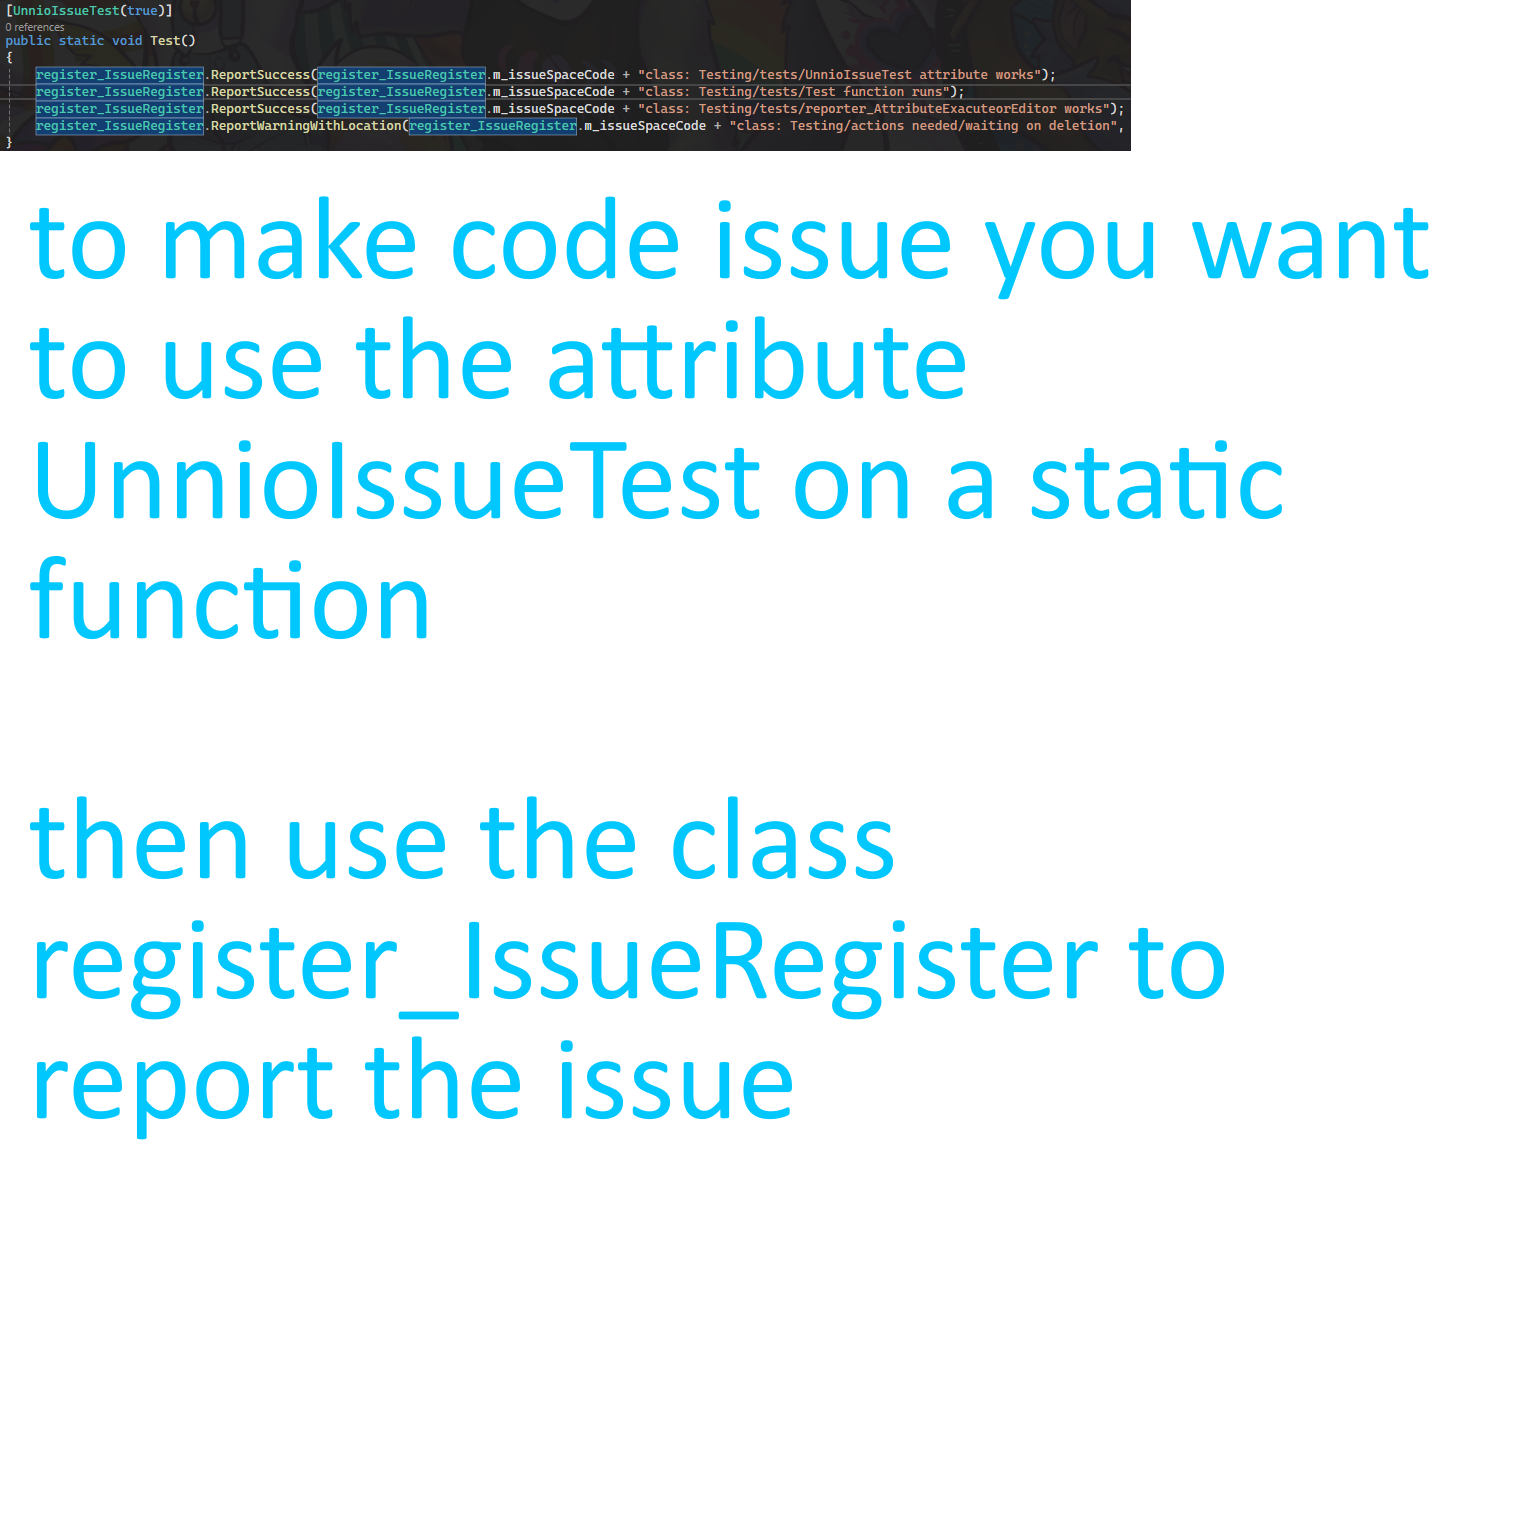 [UnnioIssueTest(true)]
0 references
public static void Test()
{
register_IssueRegister.ReportSuccess(register_IssueRegister.m_issueSpaceCode + "class: Testing/tests/UnnioIssueTest attribute works");
register_IssueRegister.ReportSuccess(register_IssueRegister.m_issueSpaceCode + "class: Testing/tests/Test function runs");
register_IssueRegister.ReportSuccess(register_IssueRegister.m_issueSpaceCode + "class: Testing/tests/reporter_AttributeExacuteorEditor works");
register_IssueRegister.ReportWarningWithLocation(register_IssueRegister.m_issueSpaceCode + "class: Testing/actions needed/waiting on deletion",
}
to make code issue you want
to use the attribute
UnnioIssueTest on a static
function
then use the class
register_IssueRegister to
report the issue